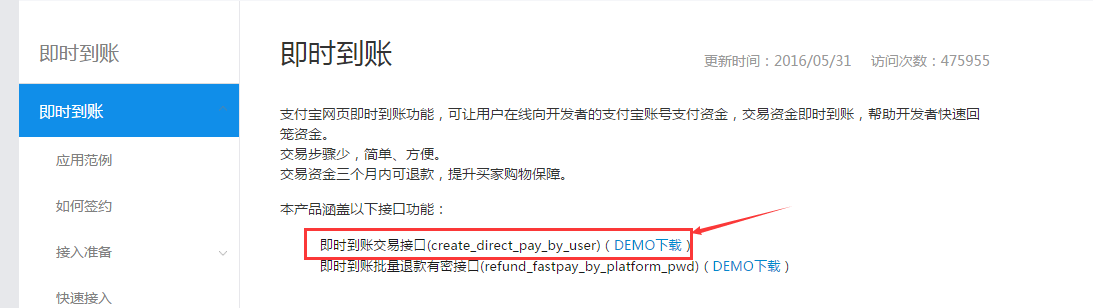 即时到账
即时到账
应用范例
如何签约
接入准备
快速接入
即时到账
更新时间：2016/05/31 访问次数：475955
支付宝网页即时到账功能，可让用户在线向开发者的支付宝账号支付资金，交易资金即时到账，帮助开发者快速回
笼资金。
交易步骤少，简单、方便。
交易资金三个月内可退款，提升买家购物保障。
本产品涵盖以下接口功能：
即时到账交易接口(create_direct_pay_by_user)（ DEMO下载 ）
即时到账批量退款有密接口(refund_fastpay_by_platform_pwd)（ DEMO下载 ）